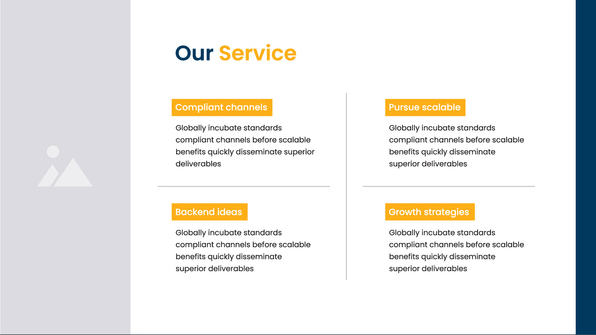 Our Service
Compliant channels
Globally incubate standards
compliant channels before scalable
benefits quickly disseminate superior
deliverables
Pursue scalable
Globally incubate standards
compliant channels before scalable
benefits quickly disseminate
superior deliverables
Backend ideas
Globally incubate standards
compliant channels before scalable
benefits quickly disseminate
superior deliverables
Growth strategies
Globally incubate standards
compliant channels before scalable
benefits quickly disseminate
superior deliverables